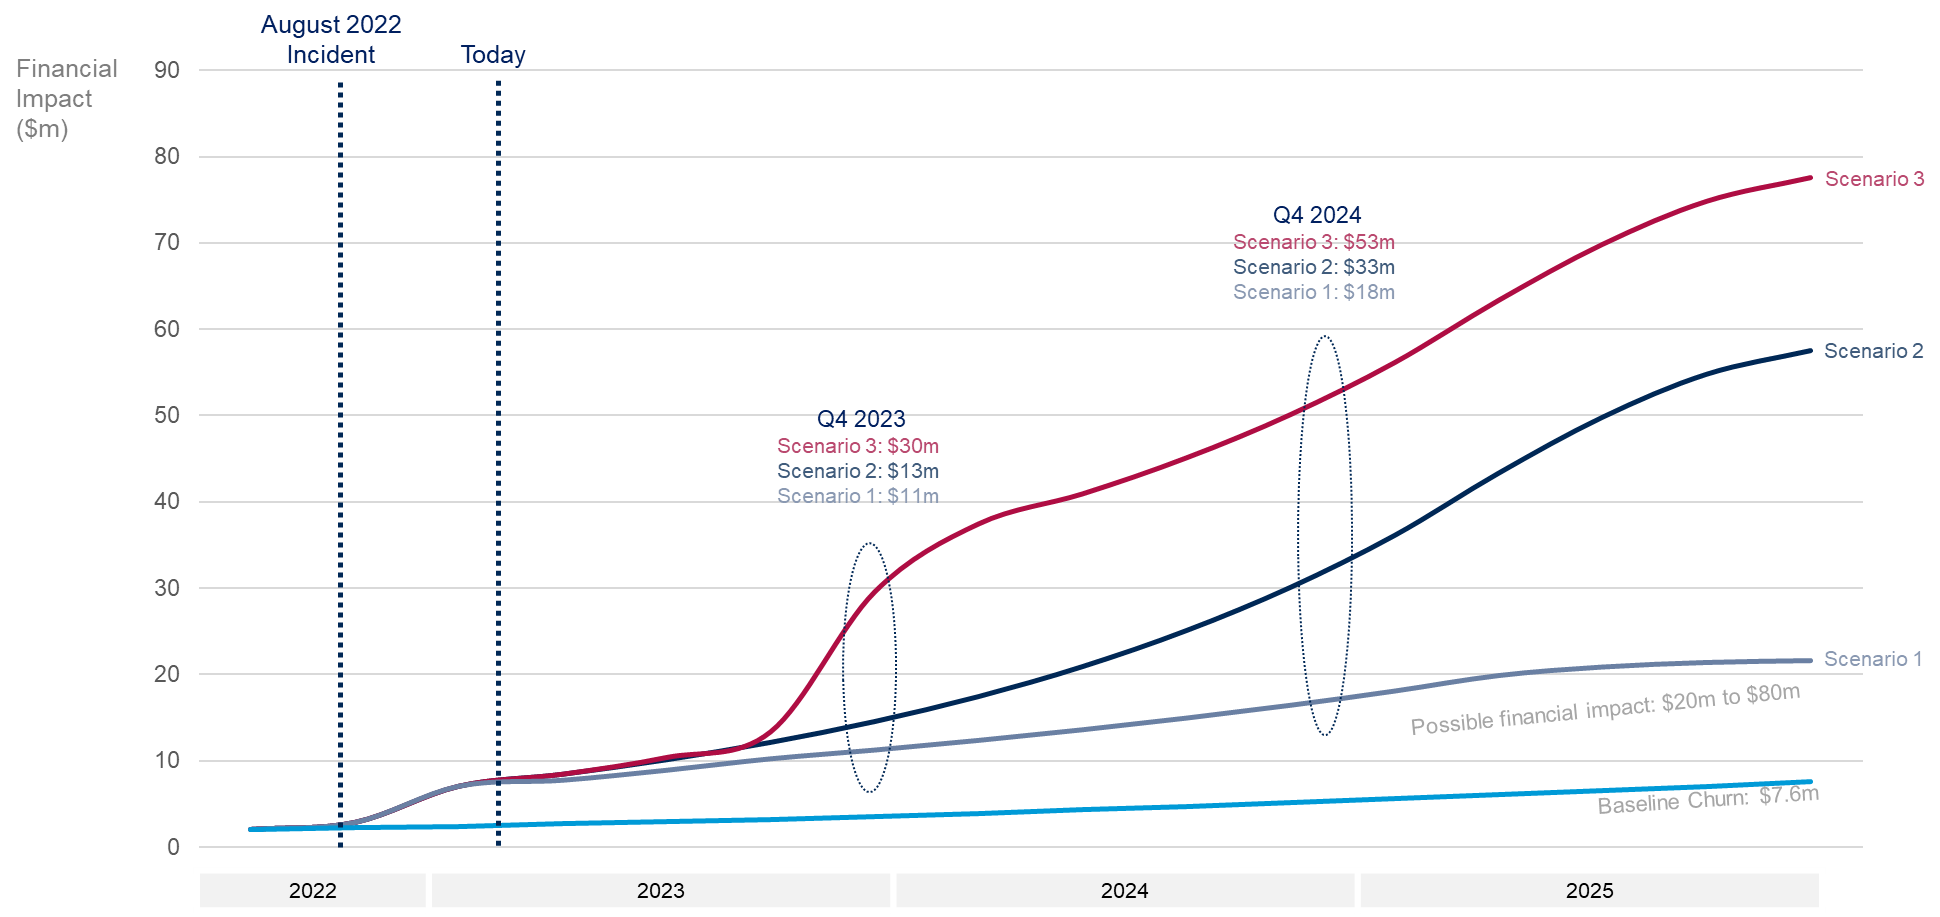 August 2022
Incident
Today
Financial
Impact
($m)
90
80
70
60
50
40
30
20
10
0
Q4 2023
Scenario 3: $30m
Scenario 2: $13m
Scenario 1: $11m
Q4 2024
Scenario 3: $53m
Scenario 2: $33m
Scenario 1: $18m
Scenario 3
Scenario 2
Scenario 1
Possible financial impact: $20m to $80m
Baseline Churn: $7.6m
2022
2023
2024
2025